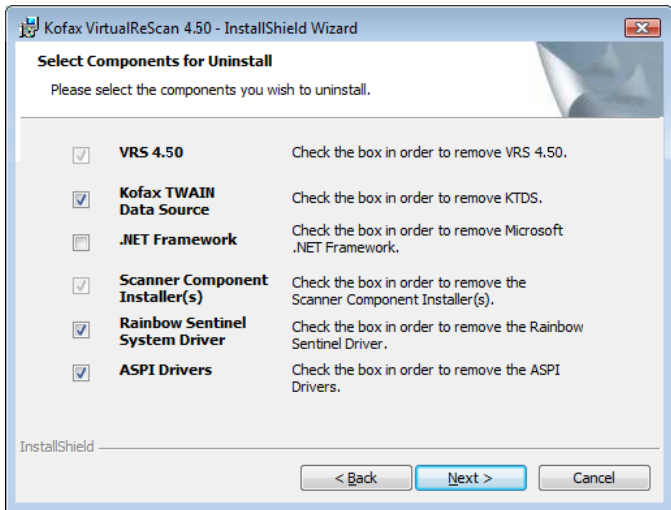 Kofax VirtualReScan 4.50 - InstallShield Wizard
Select Components for Uninstall
Please select the components you wish to uninstall.
VRS 4.50 Check the box in order to remove VRS 4.50.
Kofax TWAIN
Data Source
Check the box in order to remove KTDS.
.NET Framework
Check the box in order to remove Microsoft
.NET Framework.
Scanner Component
Installer(s)
Check the box in order to remove the
Scanner Component Installer(s).
Rainbow Sentinel
System Driver
Check the box in order to remove the Rainbow
Sentinel Driver.
ASPI Drivers
Check the box in order to remove the ASPI
Drivers.
InstallShield
< Back Next > Cancel